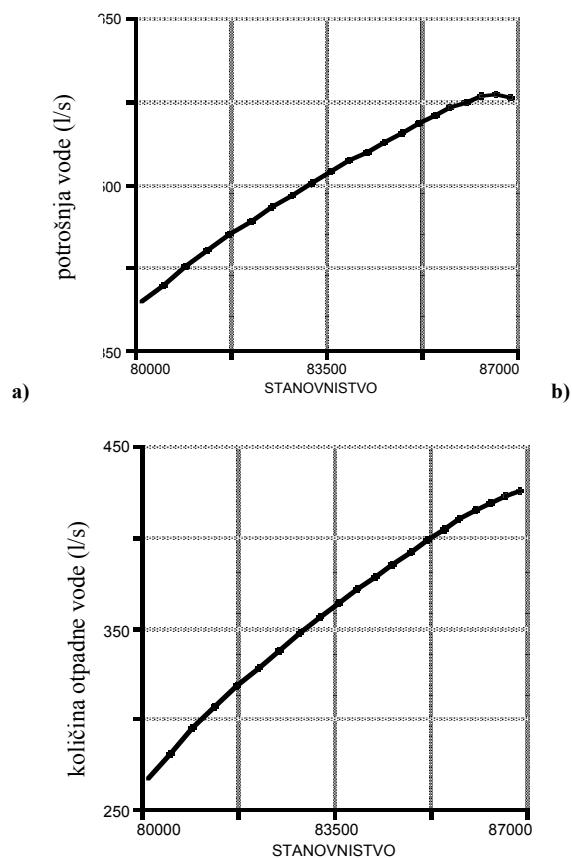 potrošnja vode (l/s)
80000 83500 87000
STANOVNISTVO
a) b)
450
350
250
količina otpadne vode (l/s)
80000 83500 87000
STANOVNISTVO